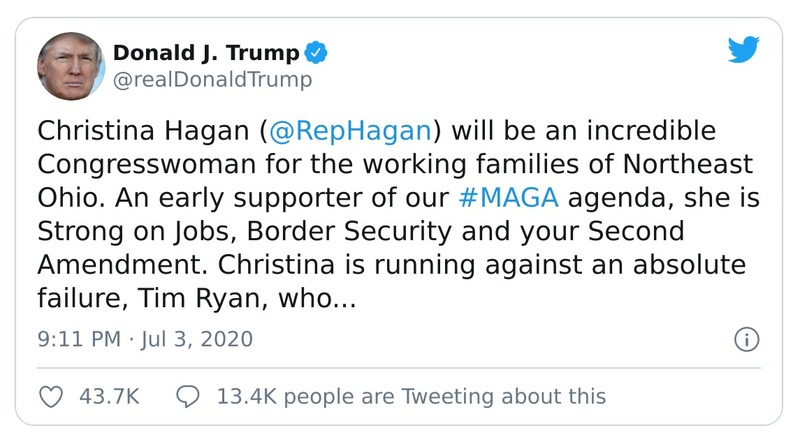 Donald J. Trump
@realDonaldTrump
Christina Hagan (@RepHagan) will be an incredible
Congresswoman for the working families of Northeast
Ohio. An early supporter of our #MAGA agenda, she is
Strong on Jobs, Border Security and your Second
Amendment. Christina is running against an absolute
failure, Tim Ryan, who...
9:11 PM · Jul 3, 2020
43.7K 13.4K people are Tweeting about this